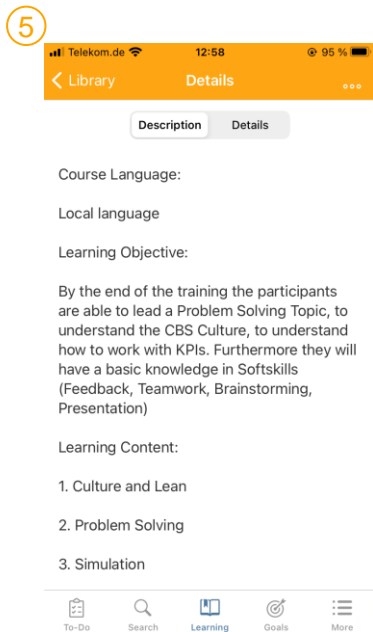 5
Telekom.de 12:58 95 %
Library Details
Description Details
Course Language:
Local language
Learning Objective:
By the end of the training the participants
are able to lead a Problem Solving Topic, to
understand the CBS Culture, to understand
how to work with KPIs. Furthermore they will
have a basic knowledge in Softskills
(Feedback, Teamwork, Brainstorming,
Presentation)
Learning Content:
1. Culture and Lean
2. Problem Solving
3. Simulation
To-Do Search Learning Goals More